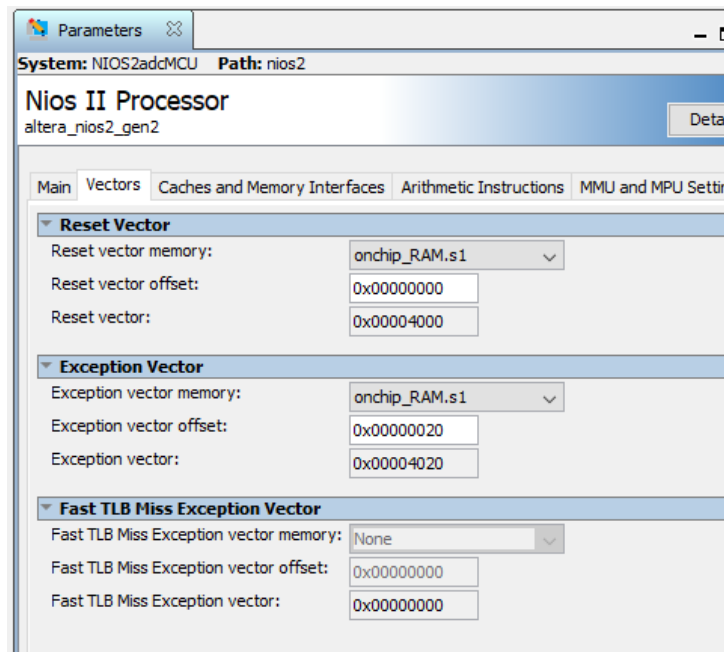 Parameters
System: NIOS2adcMCU Path: nios2
Nios II Processor
altera_nios2_gen2
Main Vectors Caches and Memory Interfaces Arithmetic Instructions MMU and MPU
Reset Vector
Reset vector memory: onchip_RAM.s1
Reset vector offset: 0x00000000
Reset vector: 0x00004000
Exception Vector
Exception vector memory: onchip_RAM.s1
Exception vector offset: 0x00000020
Exception vector: 0x00004020
Fast TLB Miss Exception Vector
Fast TLB Miss Exception vector memory: None
Fast TLB Miss Exception vector offset: 0x00000000
Fast TLB Miss Exception vector: 0x00000000